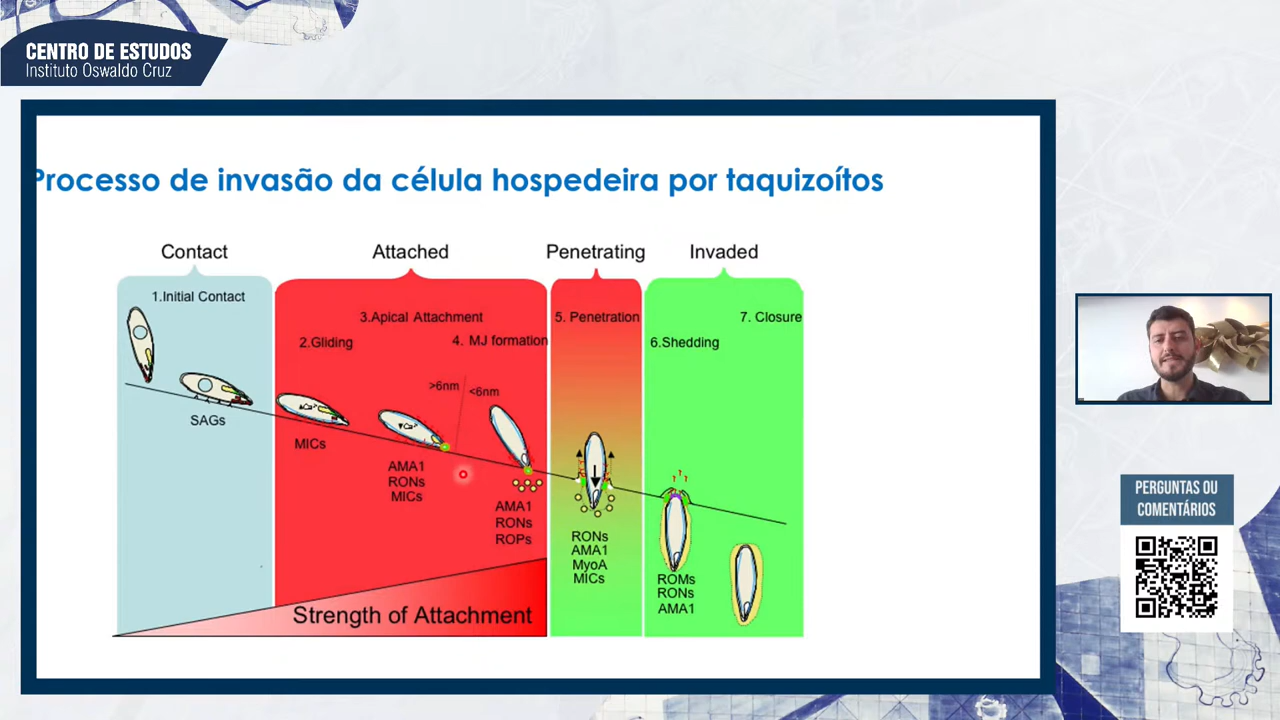 CENTRO DE ESTUDOS
Instituto Oswaldo Cruz
Processo de invasão da célula hospedeira por taquizoítos
Contact
Attached
Penetrating
Invaded
1.Initial Contact
3.Apical Attachment
5. Penetration
7. Closure
2.Gliding
4. MJ formation
6.Shedding
>6nm
<6nm
SAGs
MICs
AMA1
RONs
MICs
AMA1
RONs
ROPs
RONs
AMA1
MyoA
MICs
ROMs
RONs
AMA1
Strength of Attachment
PERGUNTAS OU
COMENTÁRIOS